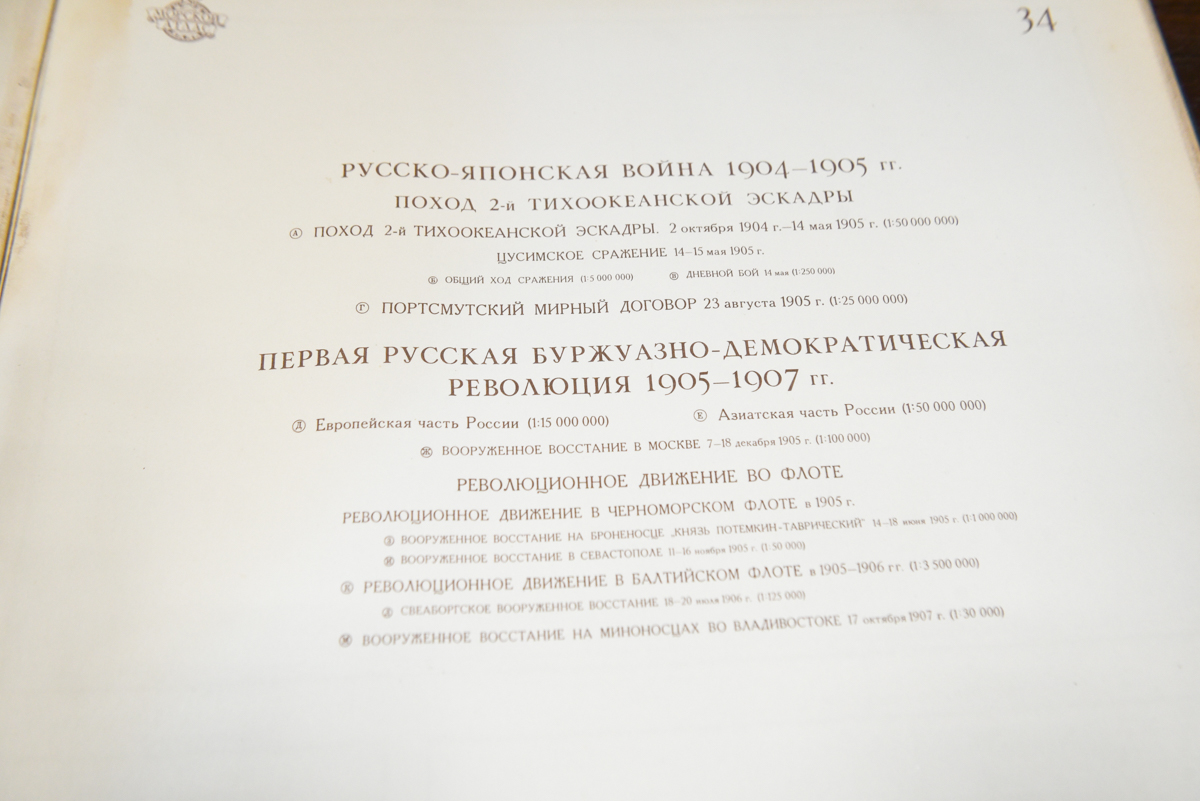 МОРСКОЙ
АТЛАС
34
РУССКО-ЯПОНСКАЯ ВОЙНА 1904–1905 гг.
ПОХОД 2-й ТИХООКЕАНСКОЙ ЭСКАДРЫ
А ПОХОД 2-й ТИХООКЕАНСКОЙ ЭСКАДРЫ. 2 октября 1904 г.–14 мая 1905 г. (1:50 000 000)
ЦУСИМСКОЕ СРАЖЕНИЕ 14–15 мая 1905 г.
Б ОБЩИЙ ХОД СРАЖЕНИЯ (1:5 000 000) В ДНЕВНОЙ БОЙ 14 мая (1:250 000)
Г ПОРТСМУТСКИЙ МИРНЫЙ ДОГОВОР 23 августа 1905 г. (1:25 000 000)
ПЕРВАЯ РУССКАЯ БУРЖУАЗНО-ДЕМОКРАТИЧЕСКАЯ
РЕВОЛЮЦИЯ 1905–1907 гг.
Д Европейская часть России (1:15 000 000) Е Азиатская часть России (1:50 000 000)
Ж ВООРУЖЕННОЕ ВОССТАНИЕ В МОСКВЕ 7–18 декабря 1905 г. (1:100 000)
РЕВОЛЮЦИОННОЕ ДВИЖЕНИЕ ВО ФЛОТЕ
РЕВОЛЮЦИОННОЕ ДВИЖЕНИЕ В ЧЕРНОМОРСКОМ ФЛОТЕ в 1905 г.
З ВООРУЖЕННОЕ ВОССТАНИЕ НА БРОНЕНОСЦЕ „КНЯЗЬ ПОТЕМКИН-ТАВРИЧЕСКИЙ" 14–18 июня 1905 г. (1:1 000 000)
И ВООРУЖЕННОЕ ВОССТАНИЕ В СЕВАСТОПОЛЕ 11–16 ноября 1905 г. (1:50 000)
К РЕВОЛЮЦИОННОЕ ДВИЖЕНИЕ В БАЛТИЙСКОМ ФЛОТЕ в 1905–1906 гг. (1:3 500 000)
Л СВЕАБОРГСКОЕ ВООРУЖЕННОЕ ВОССТАНИЕ 18–20 июля 1906 г. (1:125 000)
М ВООРУЖЕННОЕ ВОССТАНИЕ НА МИНОНОСЦАХ ВО ВЛАДИВОСТОКЕ 17 октября 1907 г. (1:30 000)